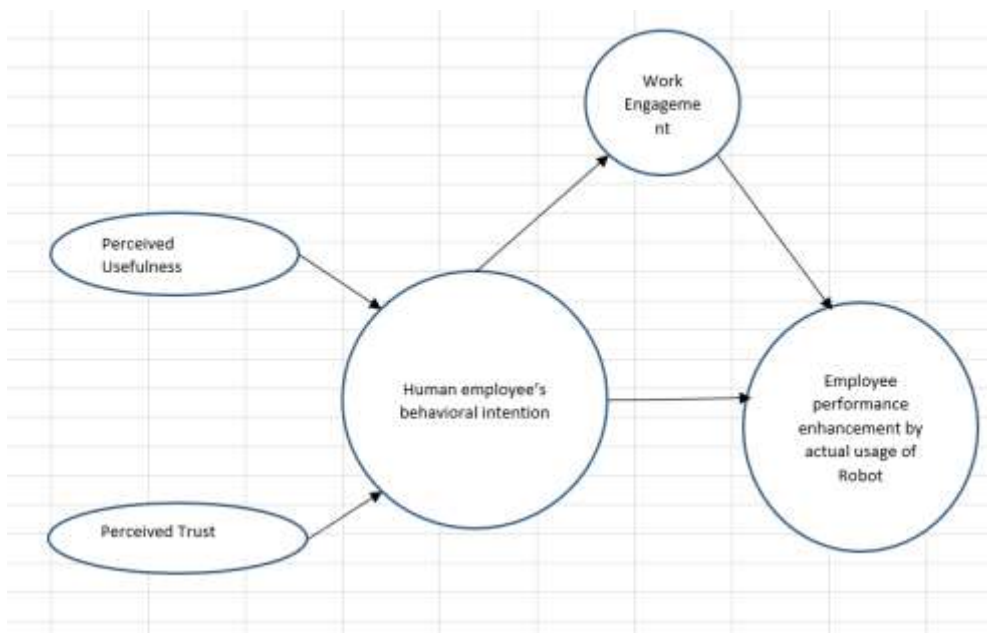 Work
Engageme
nt
Perceived
Usefulness
Human employee's
behavioral intention
Employee
performance
enhancement by
actual usage of
Robot
Perceived Trust